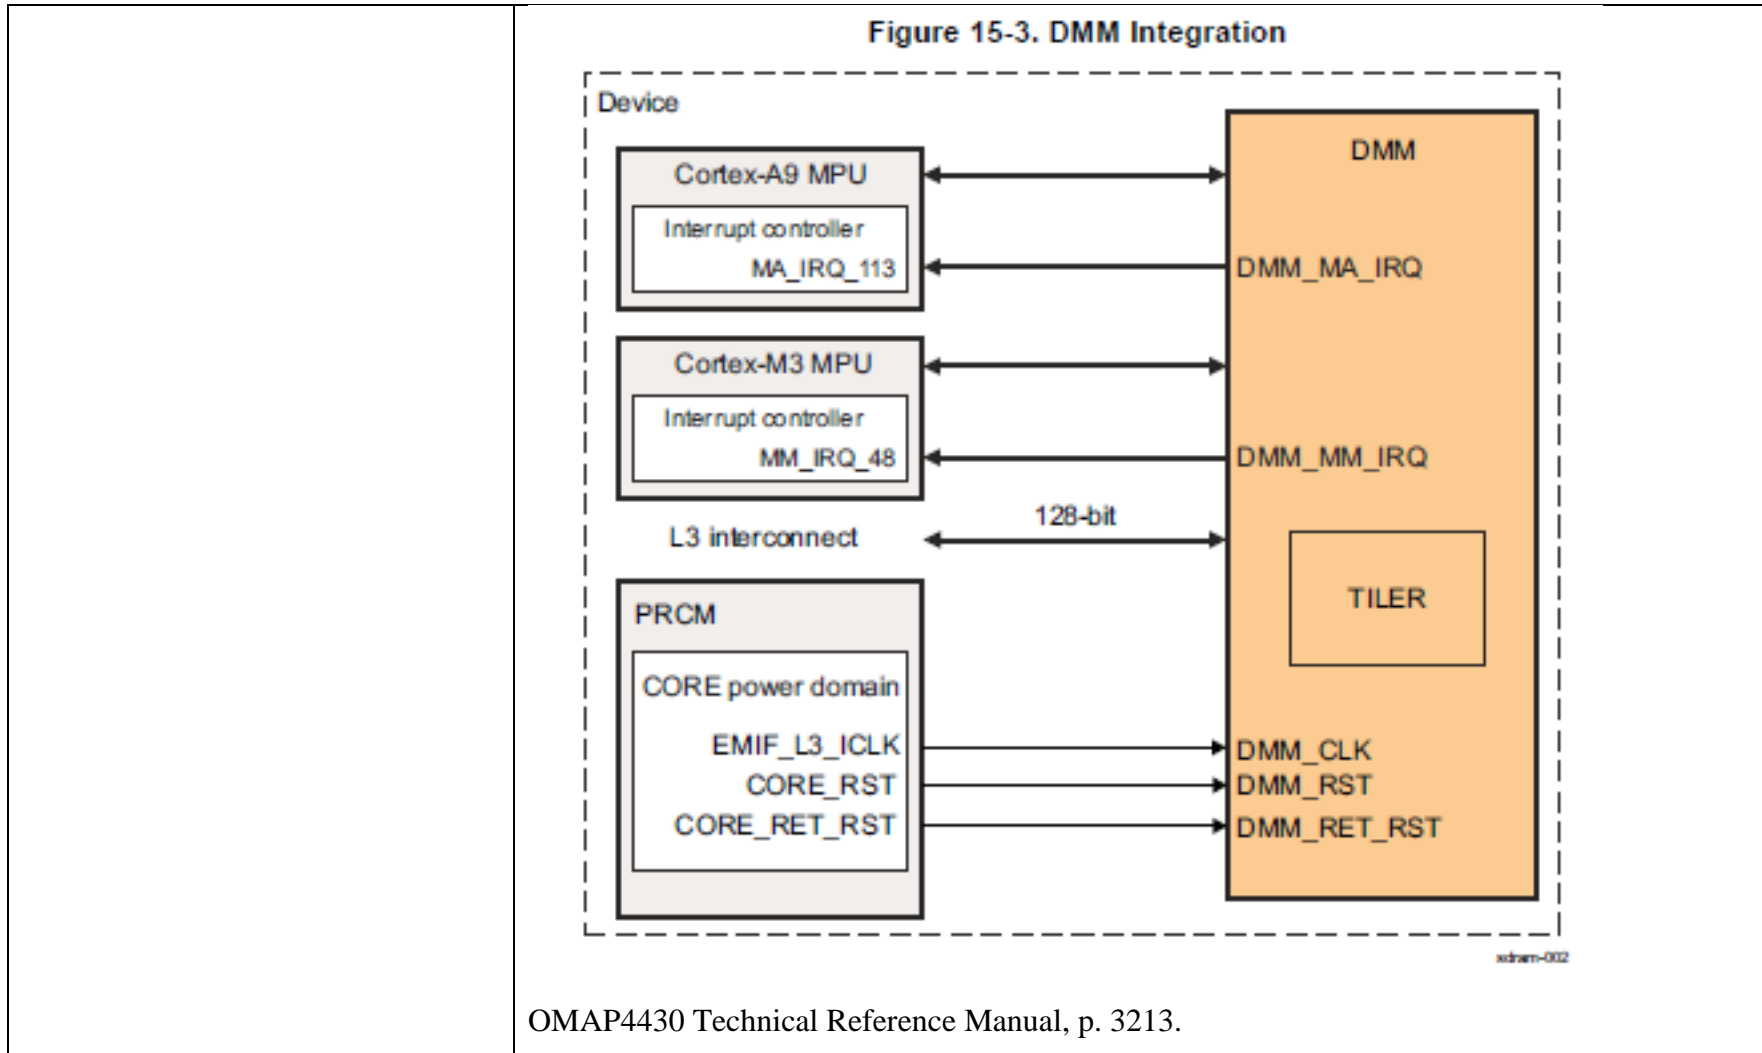 Figure 15-3. DMM Integration
Device
DMM
Cortex-A9 MPU
Interrupt controller
MA_IRQ_113
DMM_MA_IRQ
Cortex-M3 MPU
Interrupt controller
MM_IRQ_48
DMM_MM_IRQ
128-bit
L3 interconnect
TILER
PRCM
CORE power domain
EMIF_L3_ICLK
DMM_CLK
CORE_RST
DMM_RST
CORE_RET_RST
DMM_RET_RST
xdram-002
OMAP4430 Technical Reference Manual, p. 3213.